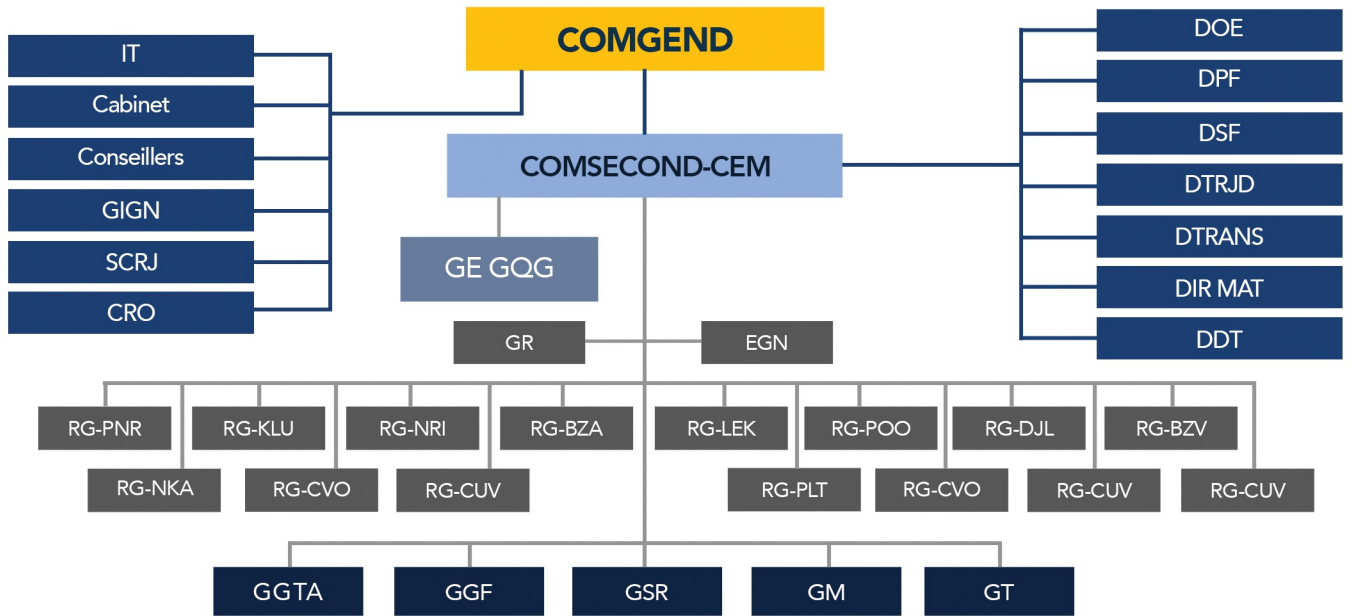 COMGEND
IT
Cabinet
Conseillers
GIGN
SCRJ
CRO
COMSECOND-CEM
DOE
DPF
DSF
DTRJD
DTRANS
DIR MAT
DDT
GE GQG
GR
EGN
RG-PNR
RG-KLU
RG-NRI
RG-BZA
RG-LEK
RG-POO
RG-DJL
RG-BZV
RG-NKA
RG-CVO
RG-CUV
RG-PLT
RG-CVO
RG-CUV
RG-CUV
GGTA
GGF
GSR
GM
GT